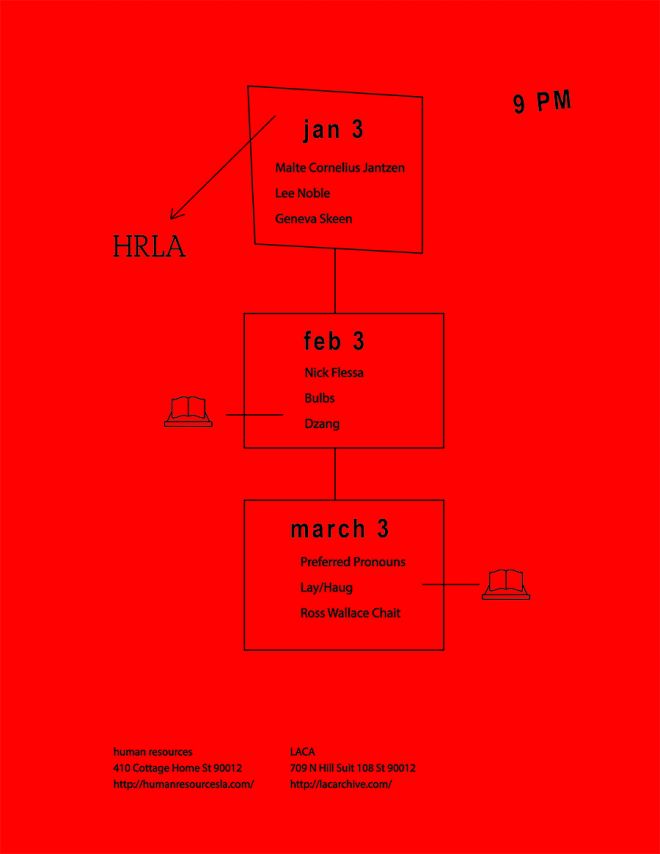 9 PM
jan 3
Malte Cornelius Jantzen
Lee Noble
Geneva Skeen
HRLA
feb 3
Nick Flessa
Bulbs
Dzang
march 3
Preferred Pronouns
Lay/Haug
Ross Wallace Chait
human resources
410 Cottage Home St 90012
http://humanresourcesla.com/
LACA
709 N Hill Suit 108 St 90012
http://lacarchive.com/